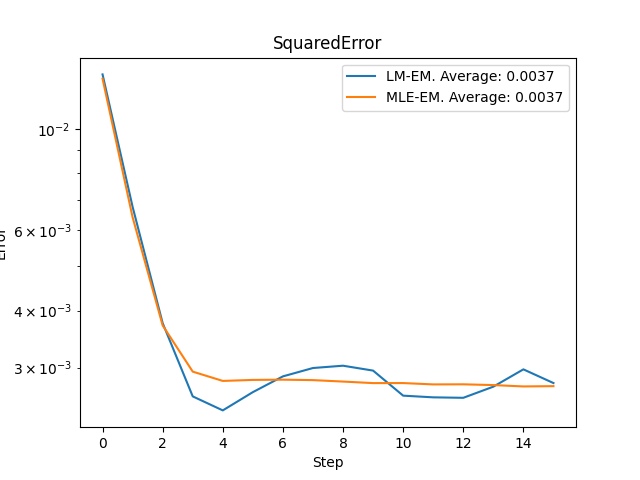 SquaredError
LM-EM. Average: 0.0037
MLE-EM. Average: 0.0037
10⁻²
6 × 10⁻³
4 × 10⁻³
3 × 10⁻³
Error
0 2 4 6 8 10 12 14
Step